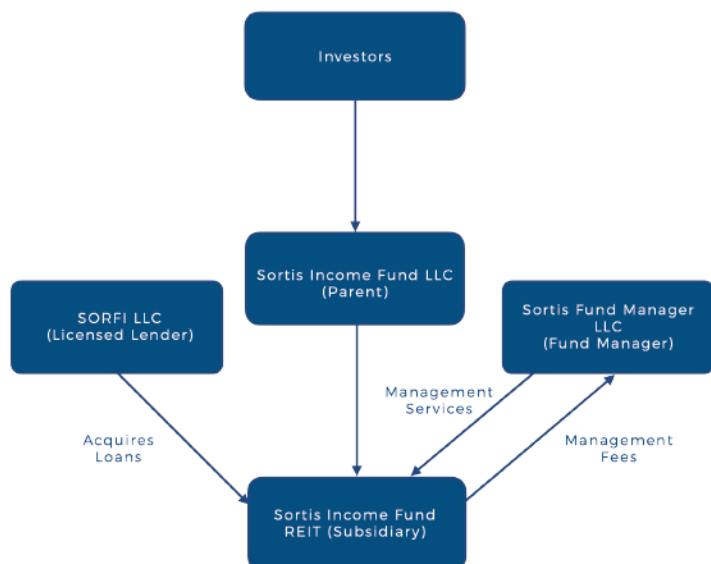 Investors
Sortis Income Fund LLC
(Parent)
SORFI LLC
(Licensed Lender)
Sortis Fund Manager
LLC
(Fund Manager)
Management
Services
Acquires
Loans
Management
Fees
Sortis Income Fund
REIT (Subsidiary)